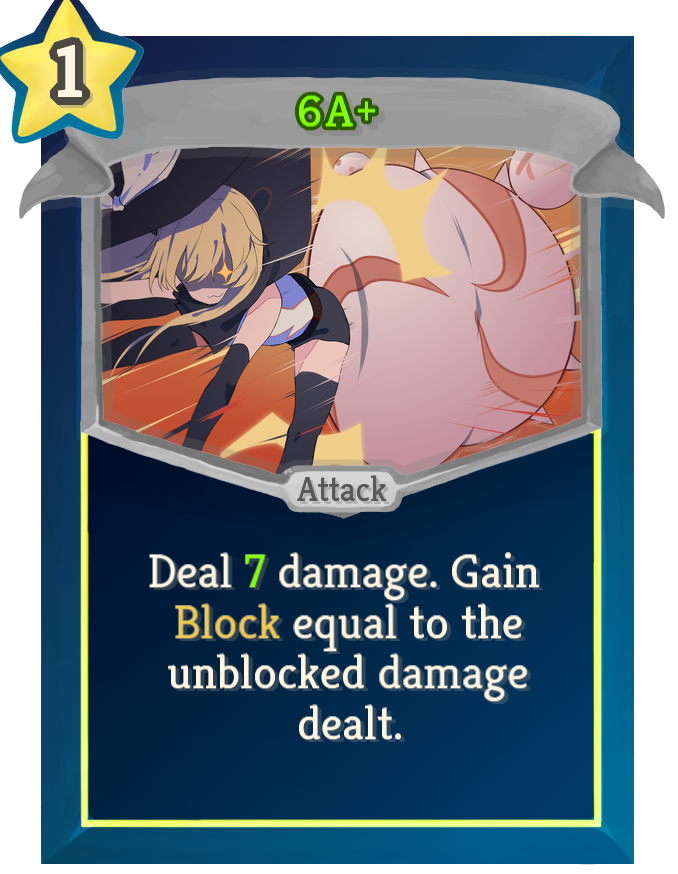 1
6A+
Attack
Deal 7 damage. Gain
Block equal to the
unblocked damage
dealt.